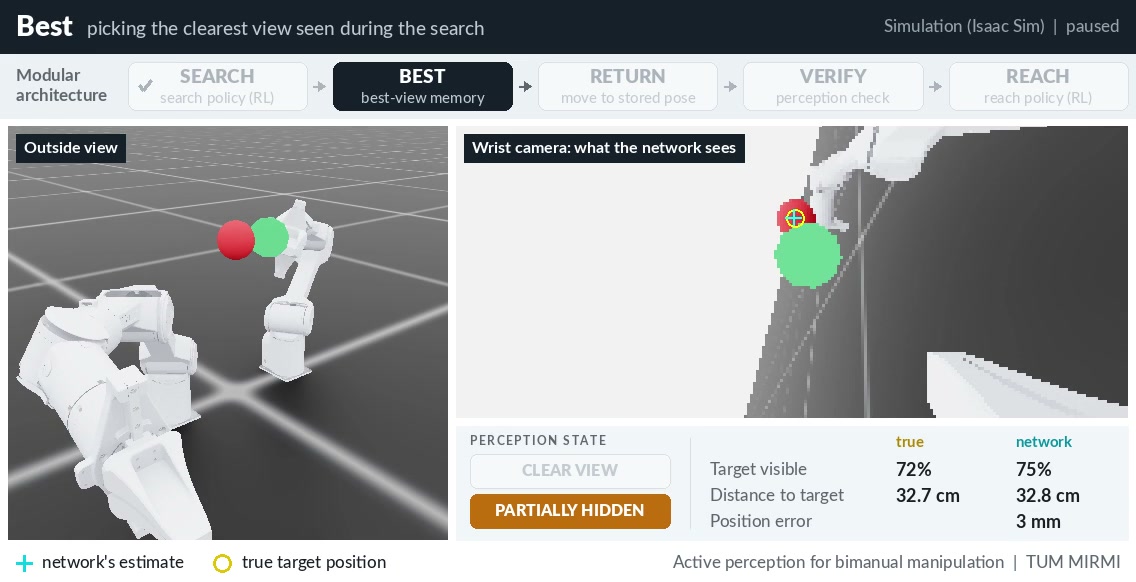 Best picking the clearest view seen during the search
Simulation (Isaac Sim) | paused
Modular architecture
SEARCH
search policy (RL)
BEST
best-view memory
RETURN
move to stored pose
VERIFY
perception check
REACH
reach policy (RL)
Outside view
Wrist camera: what the network sees
PERCEPTION STATE
CLEAR VIEW
PARTIALLY HIDDEN
true network
Target visible 72% 75%
Distance to target 32.7 cm 32.8 cm
Position error 3 mm
network's estimate
true target position
Active perception for bimanual manipulation | TUM MIRMI